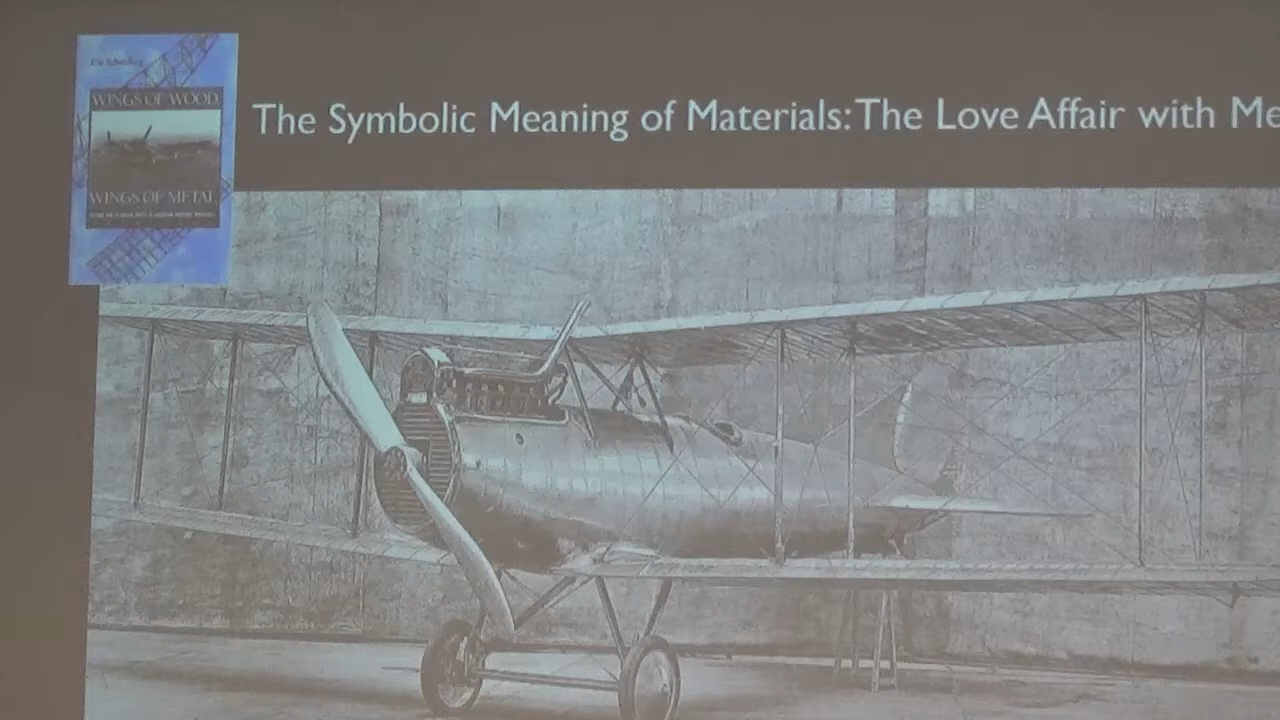 WINGS OF WOOD
The Symbolic Meaning of Materials: The Love Affair with Me
WINGS OF METAL